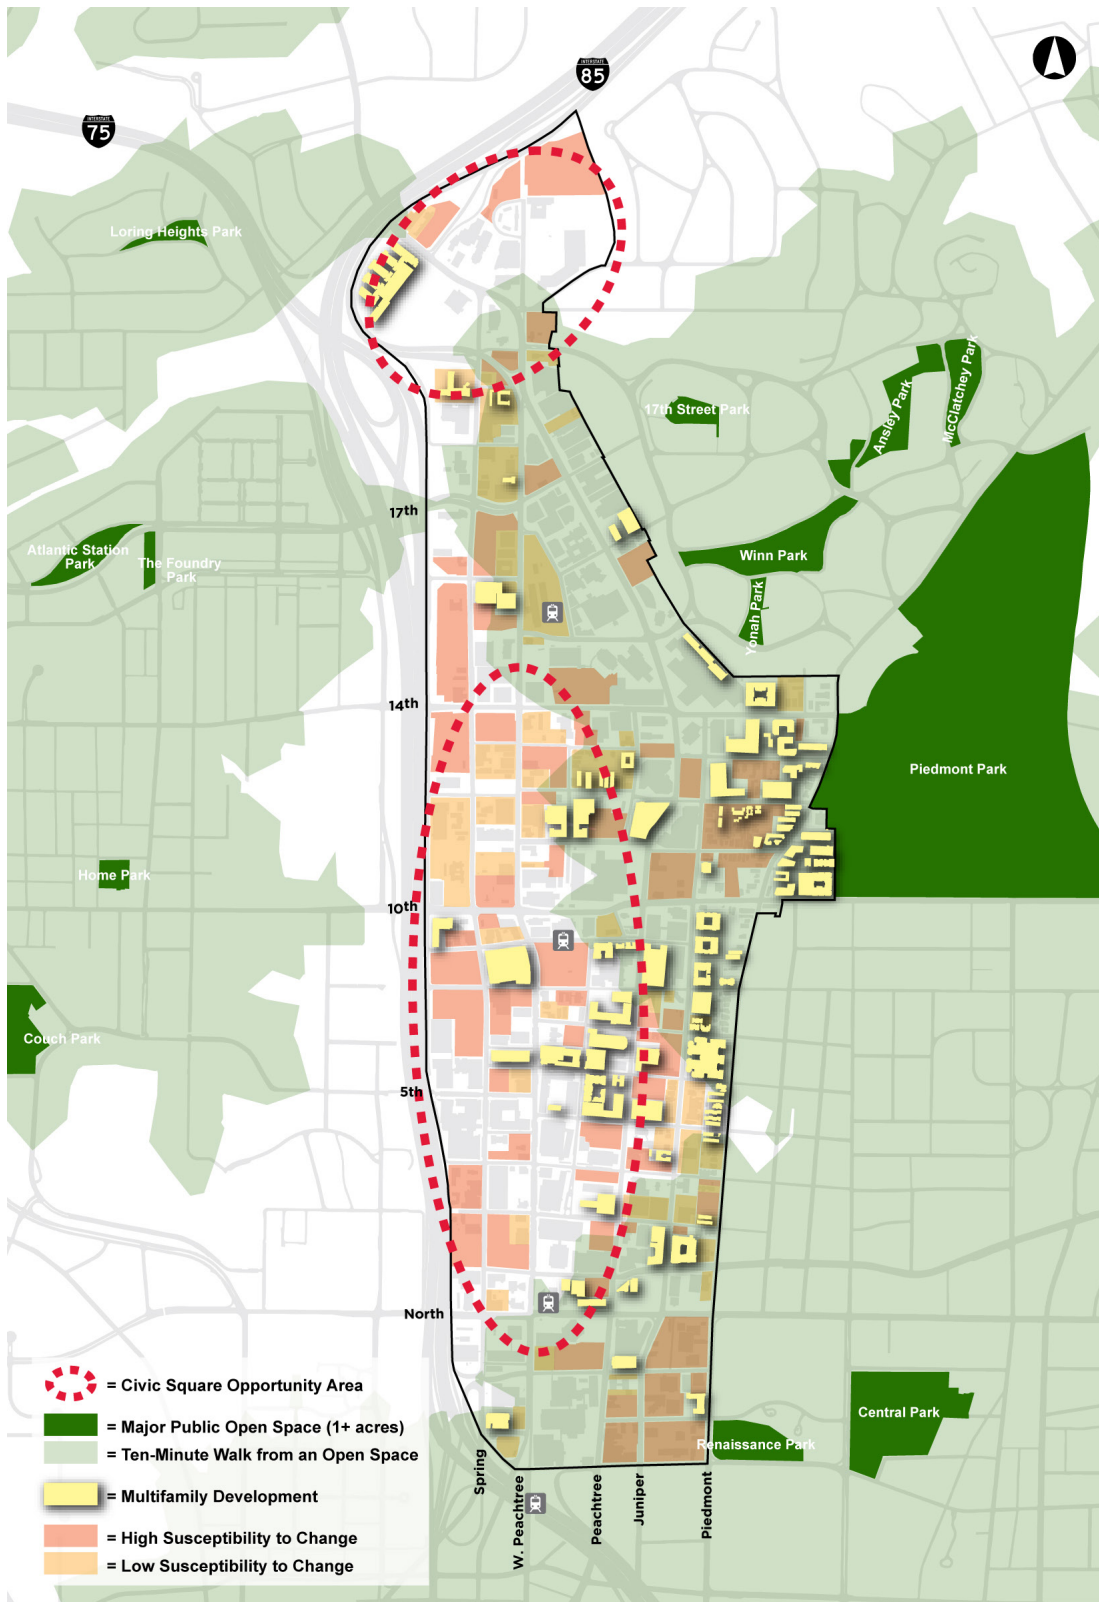 INTERSTATE
85
INTERSTATE
75
Loring Heights Park
17th Street Park
Ansley Park
McClatchey Park
17th
Atlantic Station
Park
The Foundry
Park
Winn Park
Yonah Park
14th
Piedmont Park
Home Park
10th
Couch Park
5th
North
= Civic Square Opportunity Area
= Major Public Open Space (1+ acres)
= Ten-Minute Walk from an Open Space
= Multifamily Development
= High Susceptibility to Change
= Low Susceptibility to Change
Central Park
Renaissance Park
Spring
W. Peachtree
Peachtree
Juniper
Piedmont